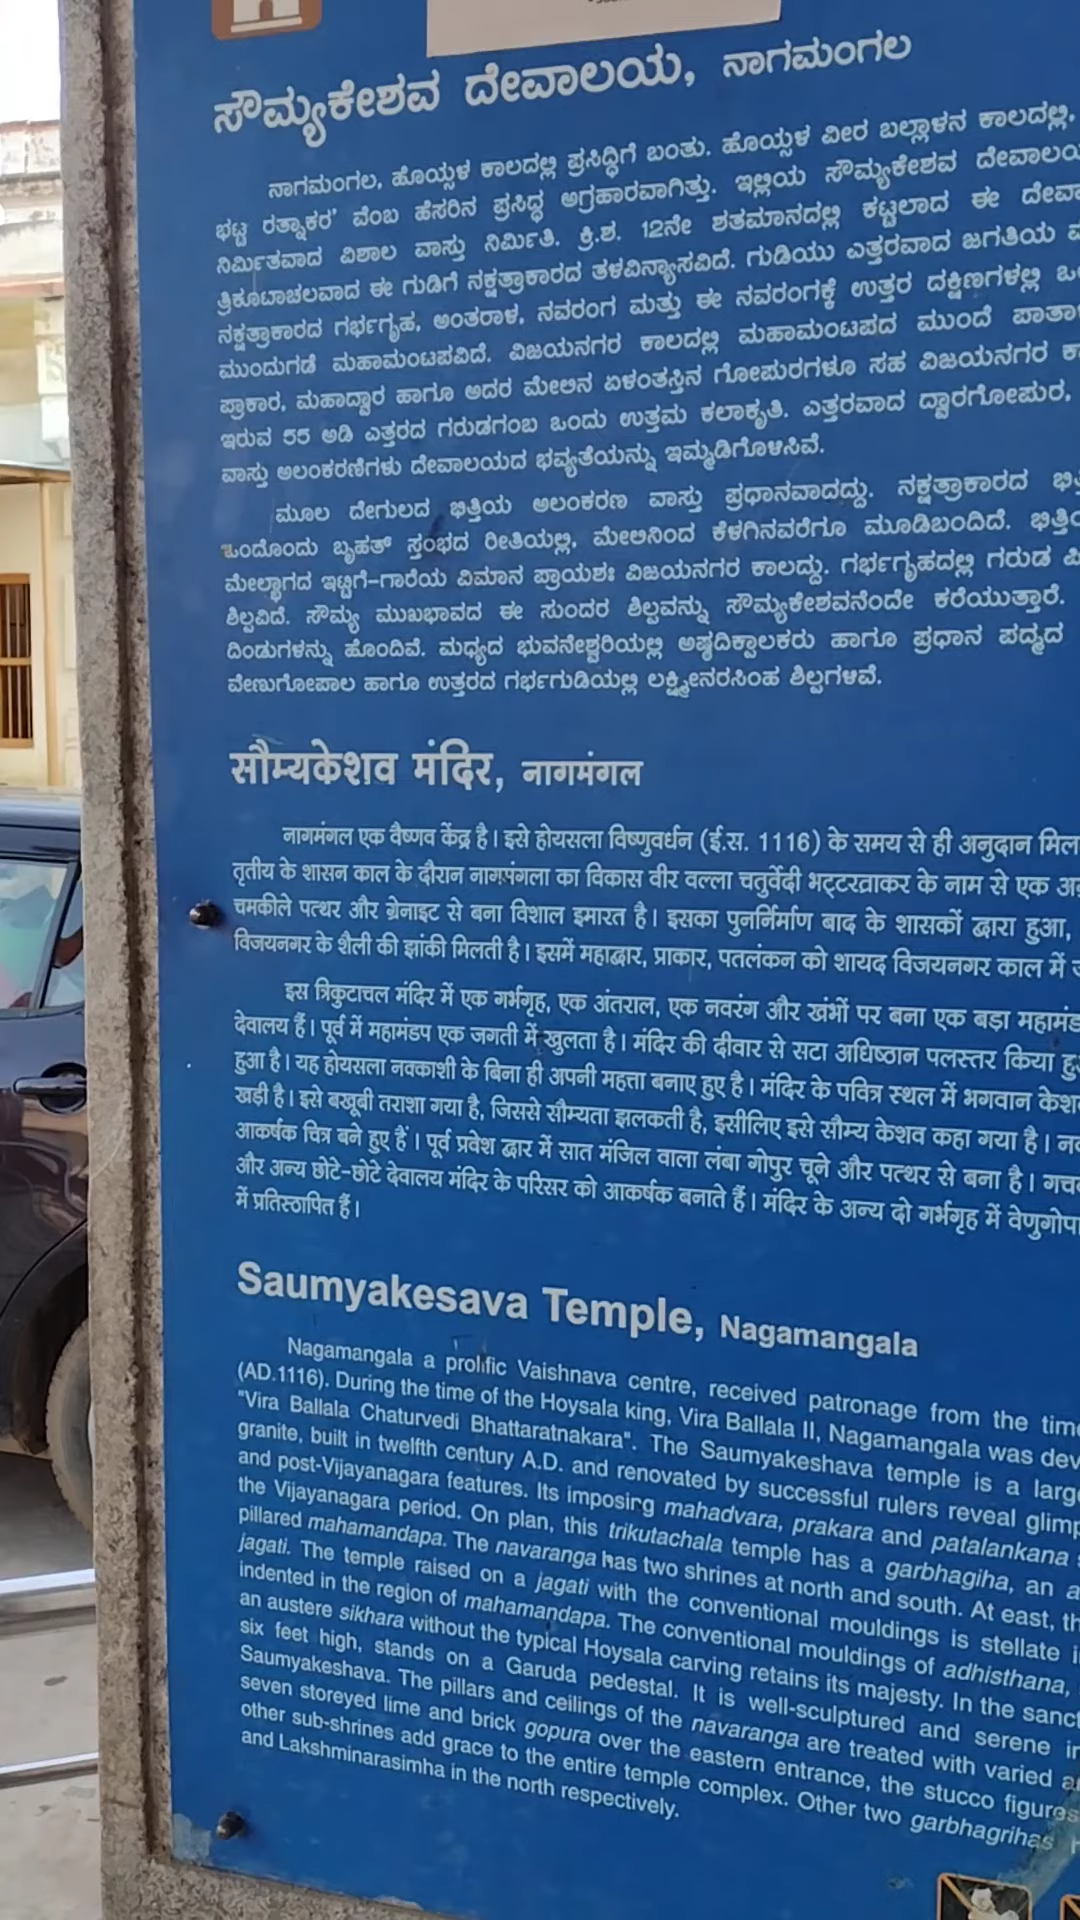 ಸೌಮ್ಯಕೇಶವ ದೇವಾಲಯ, ನಾಗಮಂಗಲ
ನಾಗಮಂಗಲ, ಹೊಯ್ಸಳ ಕಾಲದಲ್ಲಿ ಪ್ರಸಿದ್ಧಿಗೆ ಬಂತು. ಹೊಯ್ಸಳ ವೀರ ಬಲ್ಲಾಳನ ಕಾಲದಲ್ಲಿ,
ಭಟ್ಟ ರತ್ನಾಕರ' ವೆಂಬ ಹೆಸರಿನ ಪ್ರಸಿದ್ಧ ಅಗ್ರಹಾರವಾಗಿತ್ತು. ಇಲ್ಲಿಯ ಸೌಮ್ಯಕೇಶವ
ನಿರ್ಮಿತವಾದ ವಿಶಾಲ ವಾಸ್ತು ನಿರ್ಮಿತಿ. ಕ್ರಿ.ಶ. 12ನೇ ಶತಮಾನದಲ್ಲಿ ಕಟ್ಟಲಾದ ಈ
ತ್ರಿಕೂಟಾಚಲವಾದ ಈ ಗುಡಿಗೆ ನಕ್ಷತ್ರಾಕಾರದ ತಳವಿನ್ಯಾಸವಿದೆ. ಗುಡಿಯು ಎತ್ತರವಾದ ಜಗತಿಯ
ನಕ್ಷತ್ರಾಕಾರದ ಗರ್ಭಗೃಹ, ಅಂತರಾಳ, ನವರಂಗ ಮತ್ತು ಈ ನವರಂಗಕ್ಕೆ ಉತ್ತರ ದಕ್ಷಿಣಗಳಲ್ಲಿ
ಮುಂದುಗಡೆ ಮಹಾಮಂಟಪವಿದೆ. ವಿಜಯನಗರ ಕಾಲದಲ್ಲಿ ಮಹಾಮಂಟಪದ ಮುಂದೆ
ಪ್ರಾಕಾರ, ಮಹಾದ್ವಾರ ಹಾಗೂ ಅದರ ಮೇಲಿನ ಏಳಂತಸ್ತಿನ ಗೋಪುರಗಳೂ ಸಹ ವಿಜಯನಗರ
ಇರುವ 55 ಅಡಿ ಎತ್ತರದ ಗರುಡಗಂಬ ಒಂದು ಉತ್ತಮ ಕಲಾಕೃತಿ. ಎತ್ತರವಾದ ದ್ವಾರಗೋಪುರ,
ವಾಸ್ತು ಅಲಂಕರಣಿಗಳು ದೇವಾಲಯದ ಭವ್ಯತೆಯನ್ನು ಇಮ್ಮಡಿಗೊಳಿಸಿವೆ.
ಮೂಲ ದೇಗುಲದ ಭಿತ್ತಿಯ ಅಲಂಕರಣ ವಾಸ್ತು ಪ್ರಧಾನವಾದದ್ದು. ನಕ್ಷತ್ರಾಕಾರದ
ಒಂದೊಂದು ಬೃಹತ್ ಸ್ತಂಭದ ರೀತಿಯಲ್ಲಿ, ಮೇಲಿನಿಂದ ಕೆಳಗಿನವರೆಗೂ ಮೂಡಿಬಂದಿದೆ.
ಮೇಲ್ಭಾಗದ ಇಟ್ಟಿಗೆ-ಗಾರೆಯ ವಿಮಾನ ಪ್ರಾಯಶಃ ವಿಜಯನಗರ ಕಾಲದ್ದು. ಗರ್ಭಗೃಹದಲ್ಲಿ ಗರುಡ
ಶಿಲ್ಪವಿದೆ. ಸೌಮ್ಯ ಮುಖಭಾವದ ಈ ಸುಂದರ ಶಿಲ್ಪವನ್ನು ಸೌಮ್ಯಕೇಶವನೆಂದೇ ಕರೆಯುತ್ತಾರೆ.
ದಿಂಡುಗಳನ್ನು ಹೊಂದಿವೆ. ಮಧ್ಯದ ಭುವನೇಶ್ವರಿಯಲ್ಲಿ ಅಷ್ಟದಿಕ್ಪಾಲಕರು ಹಾಗೂ ಪ್ರಧಾನ ಪದ್ಮದ
ವೇಣುಗೋಪಾಲ ಹಾಗೂ ಉತ್ತರದ ಗರ್ಭಗುಡಿಯಲ್ಲಿ ಲಕ್ಷ್ಮೀನರಸಿಂಹ ಶಿಲ್ಪಗಳಿವೆ.
सौम्यकेशव मंदिर, नागमंगल
नागमंगल एक वैष्णव केंद्र है। इसे होयसला विष्णुवर्धन (ई.स. 1116) के समय से ही अनुदान
तृतीय के शासन काल के दौरान नागमंगला का विकास वीर वल्ला चतुर्वेदी भट्टरत्नाकर के नाम से एक
चमकीले पत्थर और ग्रेनाइट से बना विशाल इमारत है। इसका पुनर्निर्माण बाद के शासकों द्वारा हुआ,
विजयनगर के शैली की झांकी मिलती है। इसमें महाद्वार, प्राकार, पतलंकन को शायद विजयनगर काल में
इस त्रिकुटाचल मंदिर में एक गर्भगृह, एक अंतराल, एक नवरंग और खंभों पर बना एक बड़ा
देवालय हैं। पूर्व में महामंडप एक जगती में खुलता है। मंदिर की दीवार से सटा अधिष्ठान पलस्तर किया
हुआ है। यह होयसला नक्काशी के बिना ही अपनी महत्ता बनाए हुए है। मंदिर के पवित्र स्थल में भगवान
खड़ी है। इसे बखूबी तराशा गया है, जिससे सौम्यता झलकती है, इसीलिए इसे सौम्य केशव कहा गया है।
आकर्षक चित्र बने हुए हैं। पूर्व प्रवेश द्वार में सात मंजिल वाला लंबा गोपुर चूने और पत्थर से बना है।
और अन्य छोटे-छोटे देवालय मंदिर के परिसर को आकर्षक बनाते हैं। मंदिर के अन्य दो गर्भगृह में
में प्रतिस्ठापित हैं।
Saumyakesava Temple, Nagamangala
Nagamangala a prolific Vaishnava centre, received patronage from the
(AD.1116). During the time of the Hoysala king, Vira Ballala II, Nagamangala was
"Vira Ballala Chaturvedi Bhattaratnakara". The Saumyakeshava temple is a
granite, built in twelfth century A.D. and renovated by successful rulers reveal
and post-Vijayanagara features. Its imposing mahadvara, prakara and patalankana
the Vijayanagara period. On plan, this trikutachala temple has a garbhagiha, an
pillared mahamandapa. The navaranga has two shrines at north and south. At east,
jagati. The temple raised on a jagati with the conventional mouldings is stellate
indented in the region of mahamandapa. The conventional mouldings of adhisthana,
an austere sikhara without the typical Hoysala carving retains its majesty. In the
six feet high, stands on a Garuda pedestal. It is well-sculptured and serene
Saumyakeshava. The pillars and ceilings of the navaranga are treated with varied
seven storeyed lime and brick gopura over the eastern entrance, the stucco figures
other sub-shrines add grace to the entire temple complex. Other two garbhagrihas
and Lakshminarasimha in the north respectively.